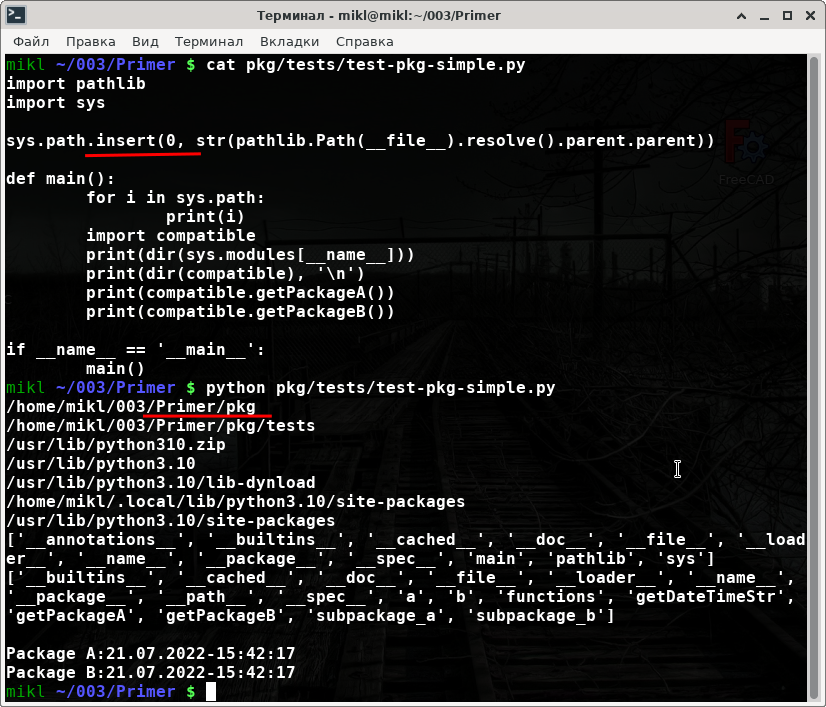 Терминал - mikl@mikl:~/003/Primer
Файл Правка Вид Терминал Вкладки Справка
mikl ~/003/Primer $ cat pkg/tests/test-pkg-simple.py
import pathlib
import sys
sys.path.insert(0, str(pathlib.Path(__file__).resolve().parent.parent))
def main():
        for i in sys.path:
                print(i)
        import compatible
        print(dir(sys.modules[__name__]))
        print(dir(compatible), '\n')
        print(compatible.getPackageA())
        print(compatible.getPackageB())
if __name__ == '__main__':
        main()
mikl ~/003/Primer $ python pkg/tests/test-pkg-simple.py
/home/mikl/003/Primer/pkg
/home/mikl/003/Primer/pkg/tests
/usr/lib/python310.zip
/usr/lib/python3.10
/usr/lib/python3.10/lib-dynload
/home/mikl/.local/lib/python3.10/site-packages
/usr/lib/python3.10/site-packages
['__annotations__', '__builtins__', '__cached__', '__doc__', '__file__', '__load
er__', '__name__', '__package__', '__spec__', 'main', 'pathlib', 'sys']
['__builtins__', '__cached__', '__doc__', '__file__', '__loader__', '__name__',
'__package__', '__path__', '__spec__', 'a', 'b', 'functions', 'getDateTimeStr',
'getPackageA', 'getPackageB', 'subpackage_a', 'subpackage_b']
Package A:21.07.2022-15:42:17
Package B:21.07.2022-15:42:17
mikl ~/003/Primer $
FreeCAD